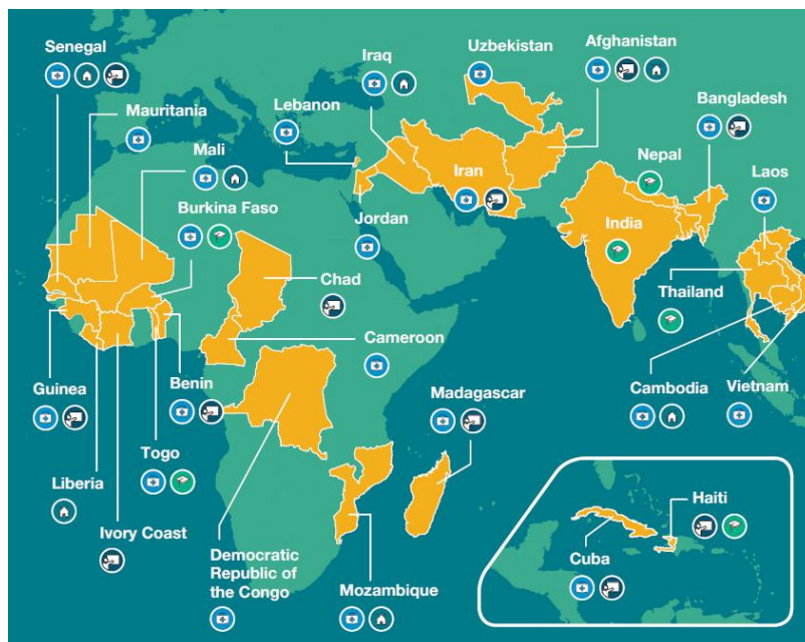 Senegal
Mauritania
Mali
Burkina Faso
Lebanon
Iraq
Uzbekistan
Afghanistan
Bangladesh
Nepal
Laos
Iran
India
Jordan
Chad
Thailand
Cameroon
Guinea
Benin
Madagascar
Cambodia
Vietnam
Togo
Liberia
Ivory Coast
Democratic
Republic of
the Congo
Mozambique
Haiti
Cuba